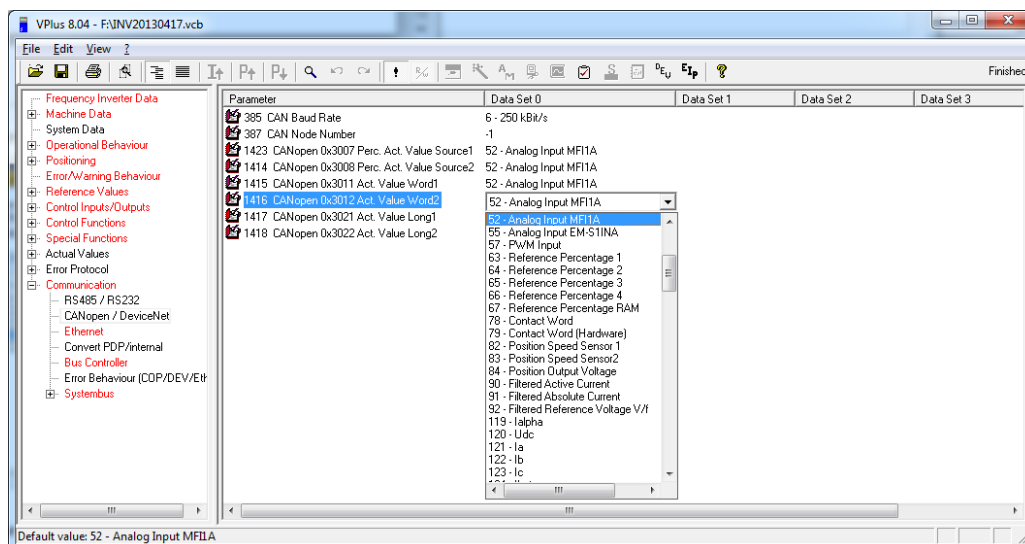 VPlus 8.04 - F:\INV20130417.vcb
File Edit View ?
Finished
Frequency Inverter Data
Machine Data
System Data
Operational Behaviour
Positioning
Error/Warning Behaviour
Reference Values
Control Inputs/Outputs
Control Functions
Special Functions
Actual Values
Error Protocol
Communication
RS485 / RS232
CANopen / DeviceNet
Ethernet
Convert PDP/internal
Bus Controller
Error Behaviour (COP/DEV/Eth
Systembus
Parameter Data Set 0 Data Set 1 Data Set 2 Data Set 3
385 CAN Baud Rate 6 - 250 kBit/s
387 CAN Node Number -1
1423 CANopen 0x3007 Perc. Act. Value Source1 52 - Analog Input MFI1A
1414 CANopen 0x3008 Perc. Act. Value Source2 52 - Analog Input MFI1A
1415 CANopen 0x3011 Act. Value Word1 52 - Analog Input MFI1A
1416 CANopen 0x3012 Act. Value Word2 52 - Analog Input MFI1A
1417 CANopen 0x3021 Act. Value Long1
1418 CANopen 0x3022 Act. Value Long2
52 - Analog Input MFI1A
55 - Analog Input EM-S1INA
57 - PWM Input
63 - Reference Percentage 1
64 - Reference Percentage 2
65 - Reference Percentage 3
66 - Reference Percentage 4
67 - Reference Percentage RAM
78 - Contact Word
79 - Contact Word (Hardware)
82 - Position Speed Sensor 1
83 - Position Speed Sensor2
84 - Position Output Voltage
90 - Filtered Active Current
91 - Filtered Absolute Current
92 - Filtered Reference Voltage V/f
119 - Ialpha
120 - Udc
121 - Ia
122 - Ib
123 - Ic
Default value: 52 - Analog Input MFI1A